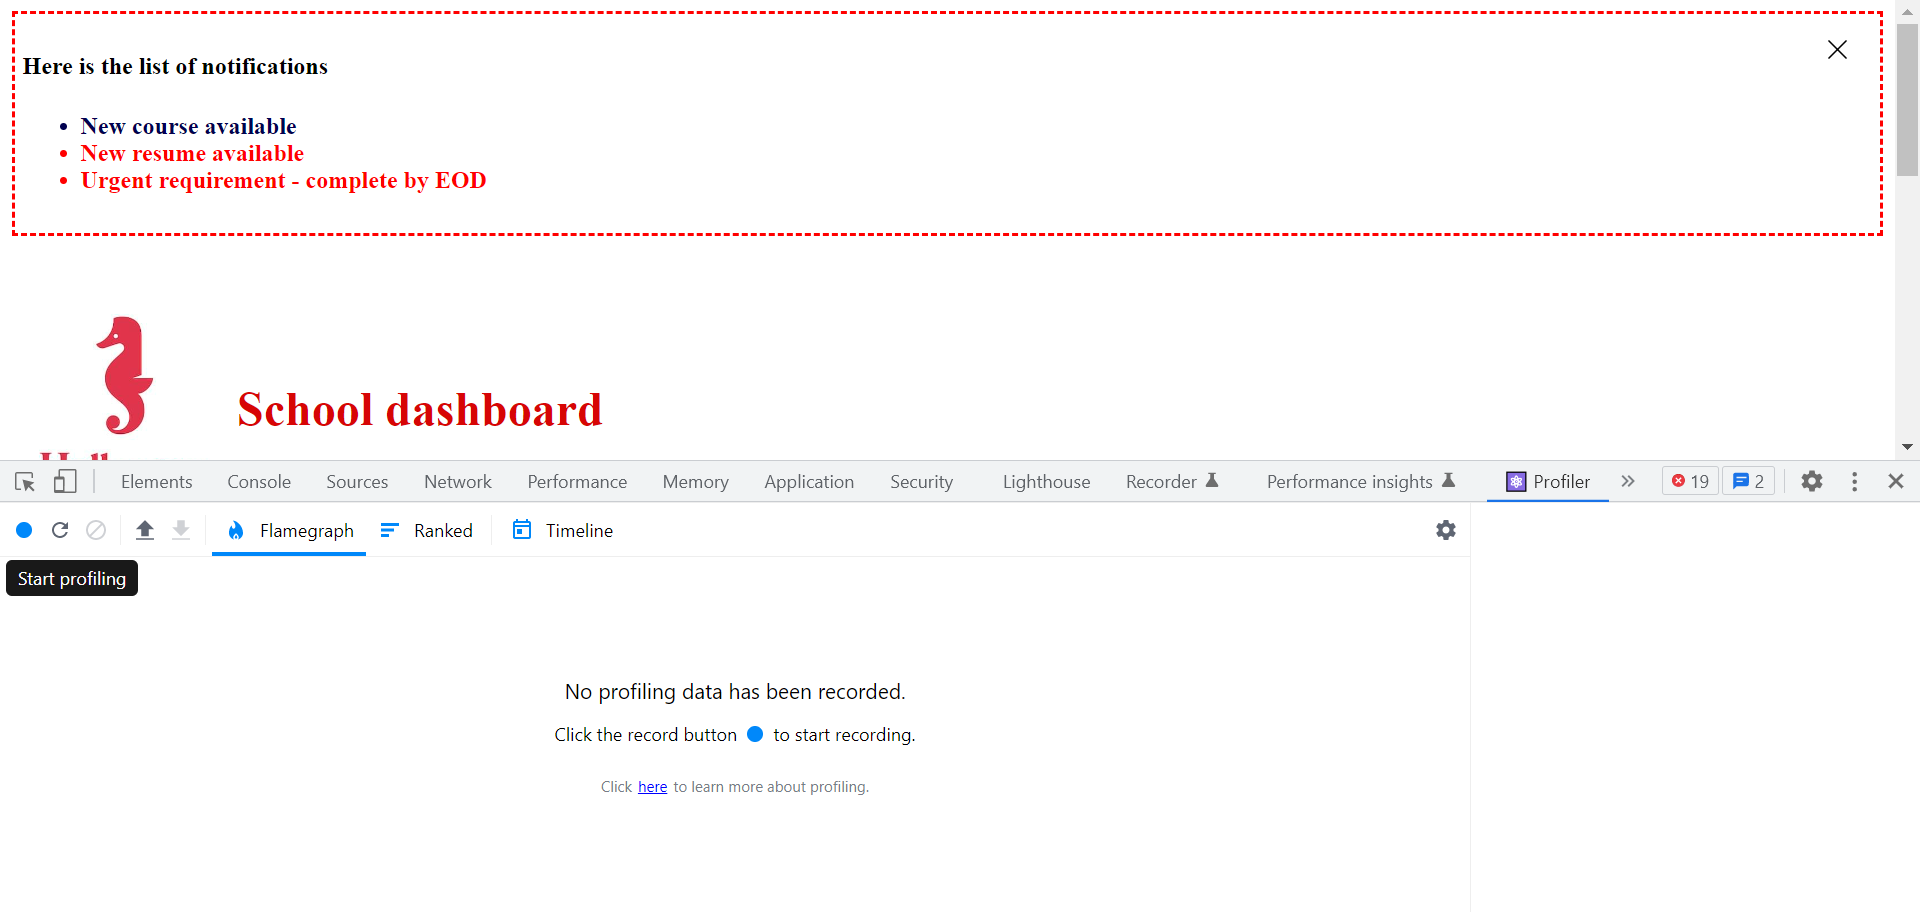 Here is the list of notifications
New course available
New resume available
Urgent requirement - complete by EOD
School dashboard
Elements Console Sources Network Performance Memory Application Security Lighthouse Recorder Performance insights Profiler 19 2
Flamegraph Ranked Timeline
Start profiling
No profiling data has been recorded.
Click the record button to start recording.
Click here to learn more about profiling.